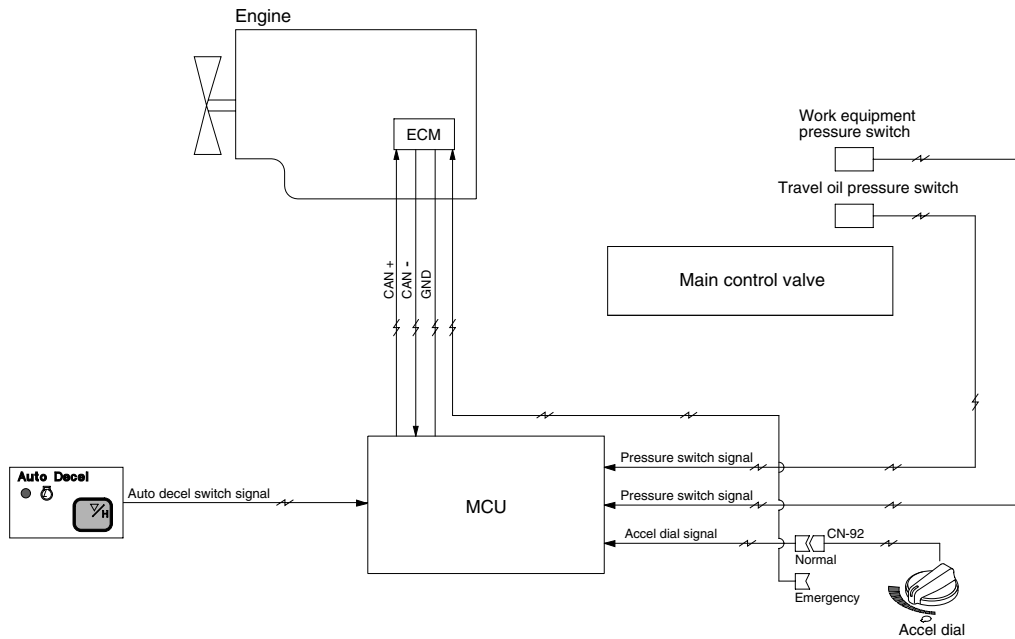 Engine
ECM
Work equipment
pressure switch
Travel oil pressure switch
CAN +
CAN -
GND
Main control valve
Auto Decel
H
Auto decel switch signal
MCU
Pressure switch signal
Pressure switch signal
Accel dial signal
CN-92
Normal
Emergency
Accel dial